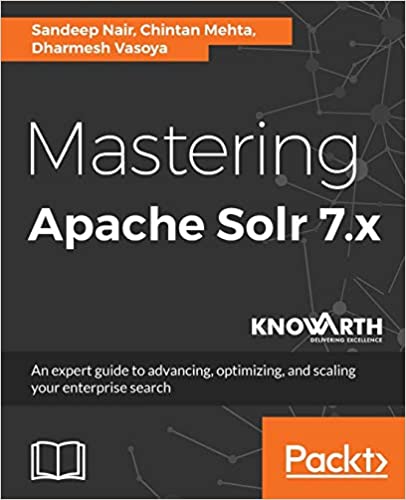 Sandeep Nair, Chintan Mehta,
Dharmesh Vasoya
Mastering
Apache Solr 7.x
KNOWARTH
DELIVERING EXCELLENCE
An expert guide to advancing, optimizing, and scaling
your enterprise search
Packt>